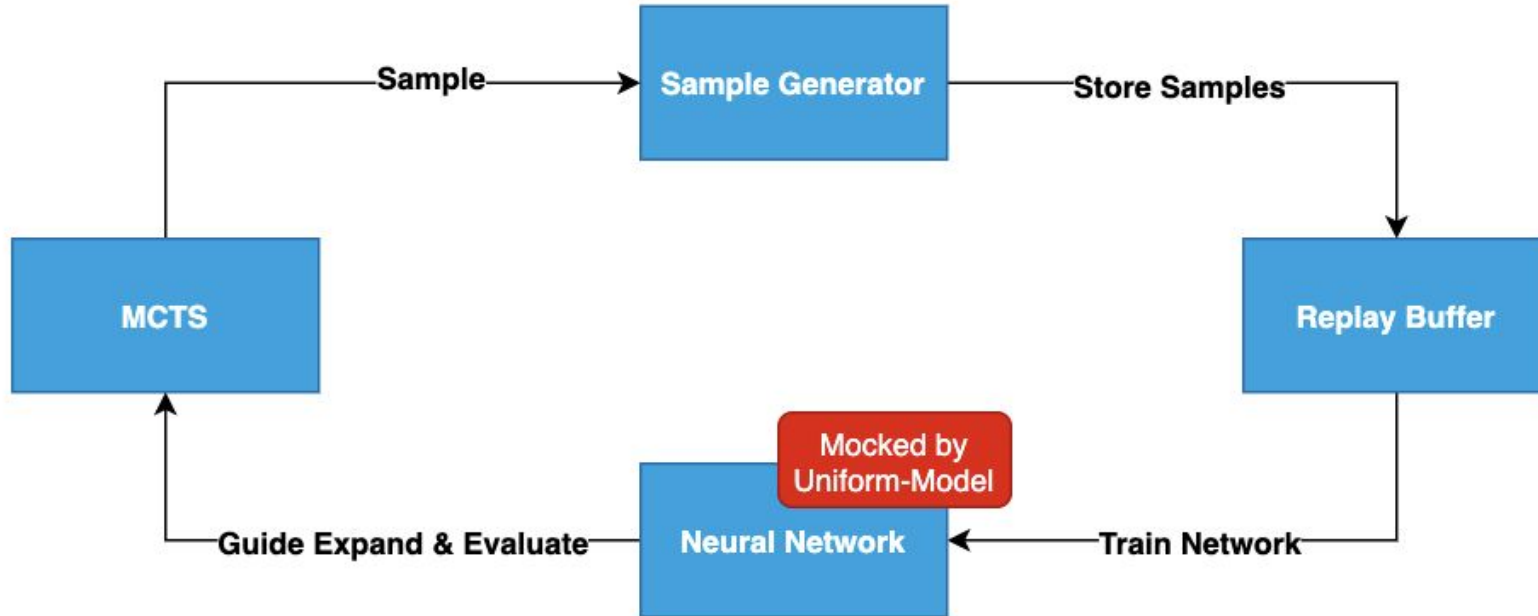 Sample
Sample Generator
Store Samples
MCTS
Replay Buffer
Mocked by
Uniform-Model
Guide Expand & Evaluate
Neural Network
Train Network